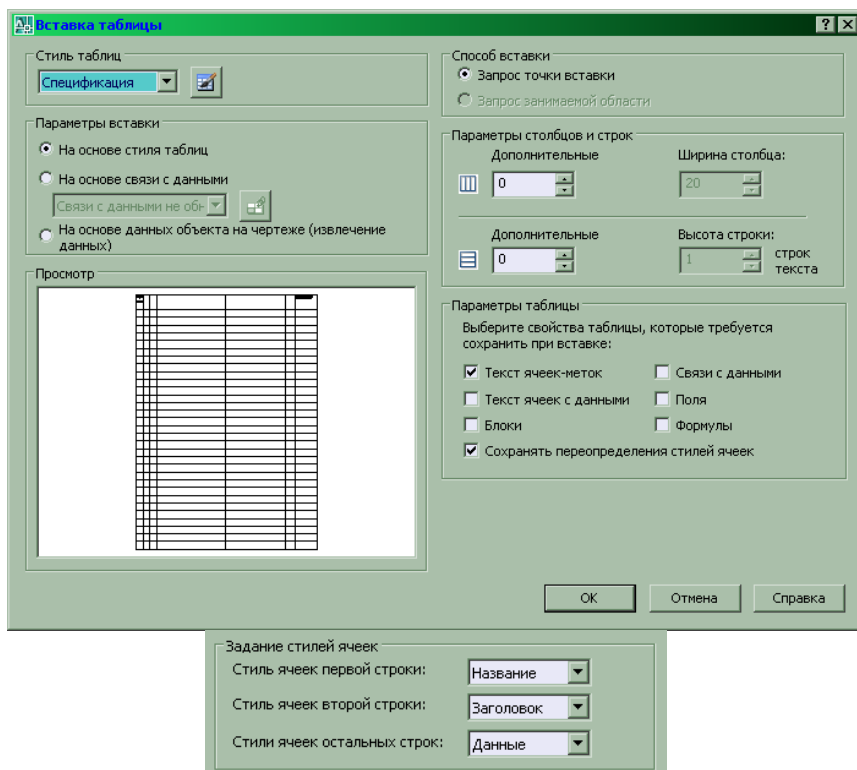 Вставка таблицы
Стиль таблиц
Спецификация
Параметры вставки
На основе стиля таблиц
На основе связи с данными
Связи с данными не обн
На основе данных объекта на чертеже (извлечение
данных)
Просмотр
Способ вставки
Запрос точки вставки
Запрос занимаемой области
Параметры столбцов и строк
Дополнительные
Ширина столбца:
0
20
Дополнительные
Высота строки:
0
1
строк
текста
Параметры таблицы
Выберите свойства таблицы, которые требуется
сохранить при вставке:
Текст ячеек-меток
Связи с данными
Текст ячеек с данными
Поля
Блоки
Формулы
Сохранять переопределения стилей ячеек
OK
Отмена
Справка
Задание стилей ячеек
Стиль ячеек первой строки:
Название
Стиль ячеек второй строки:
Заголовок
Стили ячеек остальных строк:
Данные